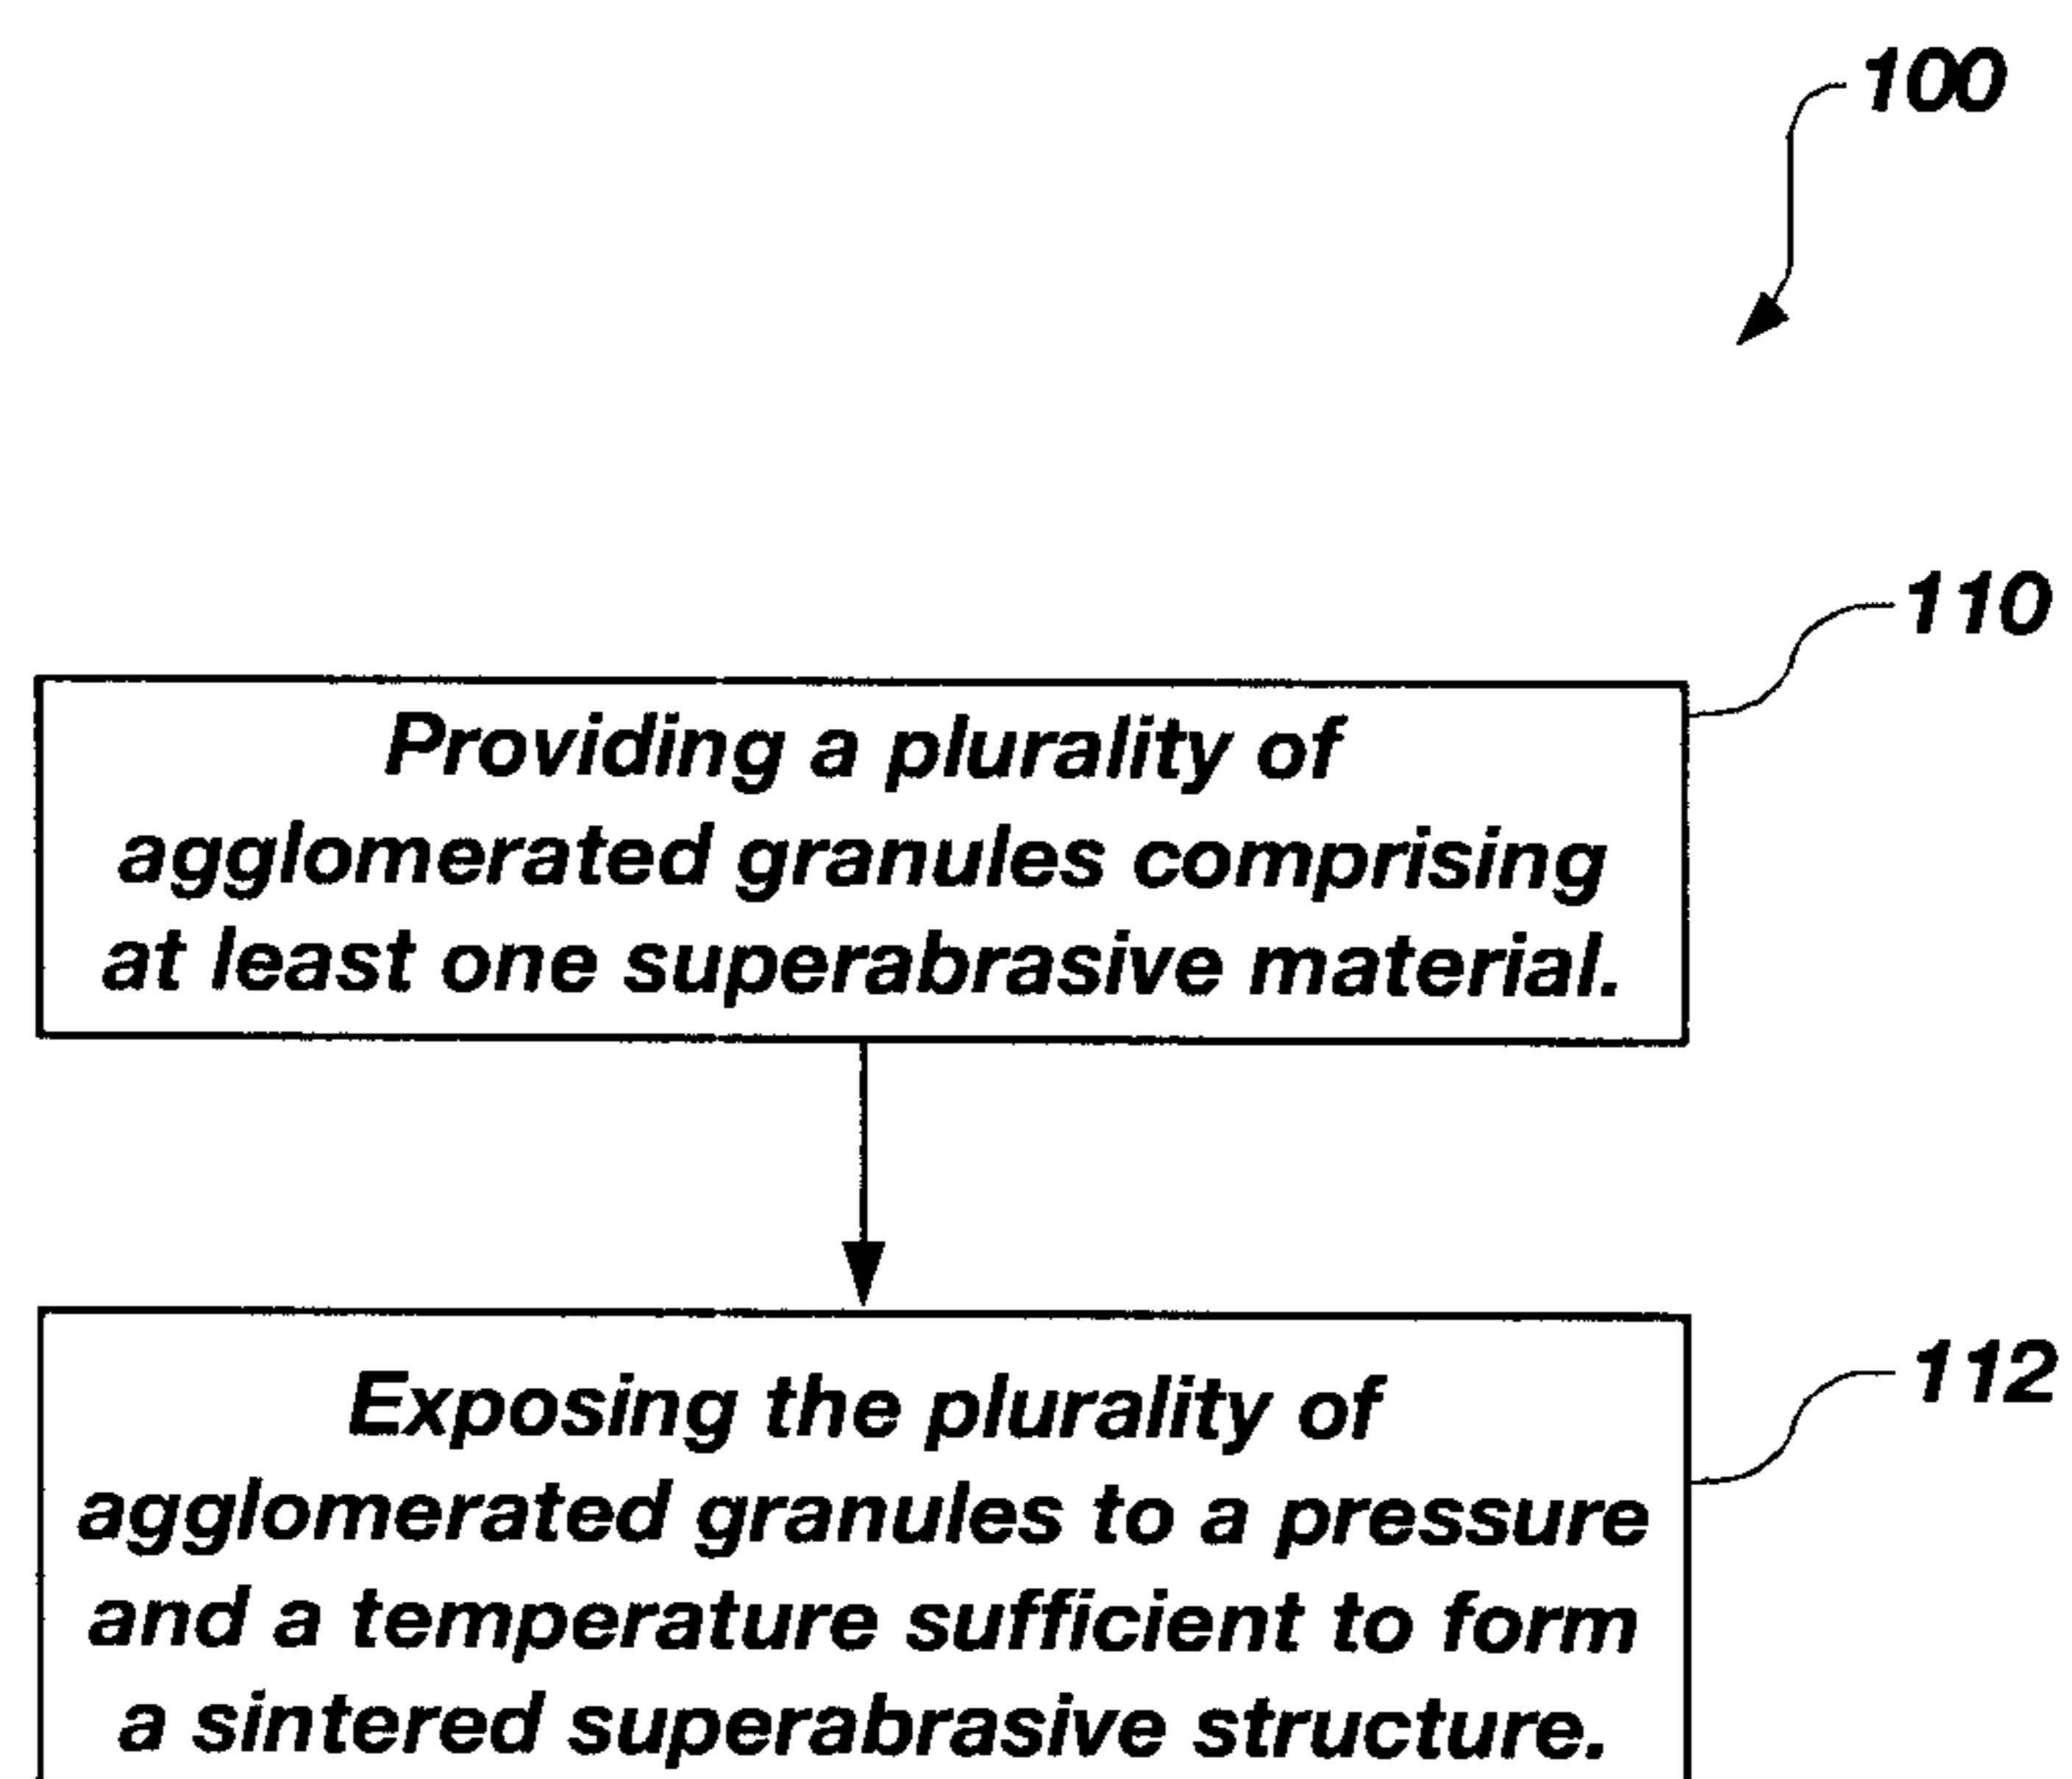 100
110
Providing a plurality of
agglomerated granules comprising
at least one superabrasive material.
112
Exposing the plurality of
agglomerated granules to a pressure
and a temperature sufficient to form
a sintered superabrasive structure.